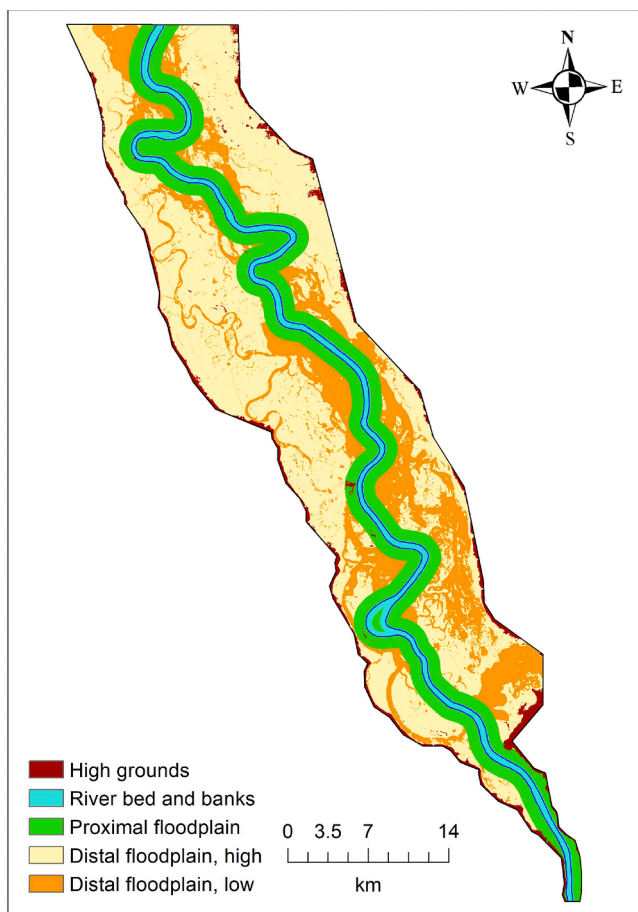 N
W E
S
High grounds
River bed and banks
Proximal floodplain
Distal floodplain, high
Distal floodplain, low
0 3.5 7 14
km